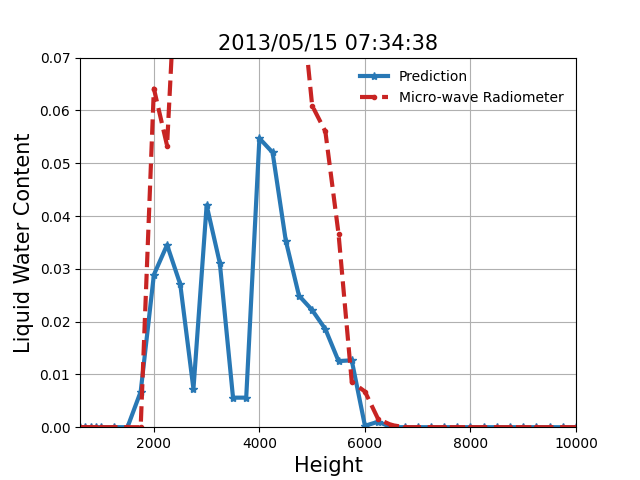 2013/05/15 07:34:38
Prediction
Micro-wave Radiometer
Liquid Water Content
0.07
0.06
0.05
0.04
0.03
0.02
0.01
0.00
2000 4000 6000 8000 10000
Height